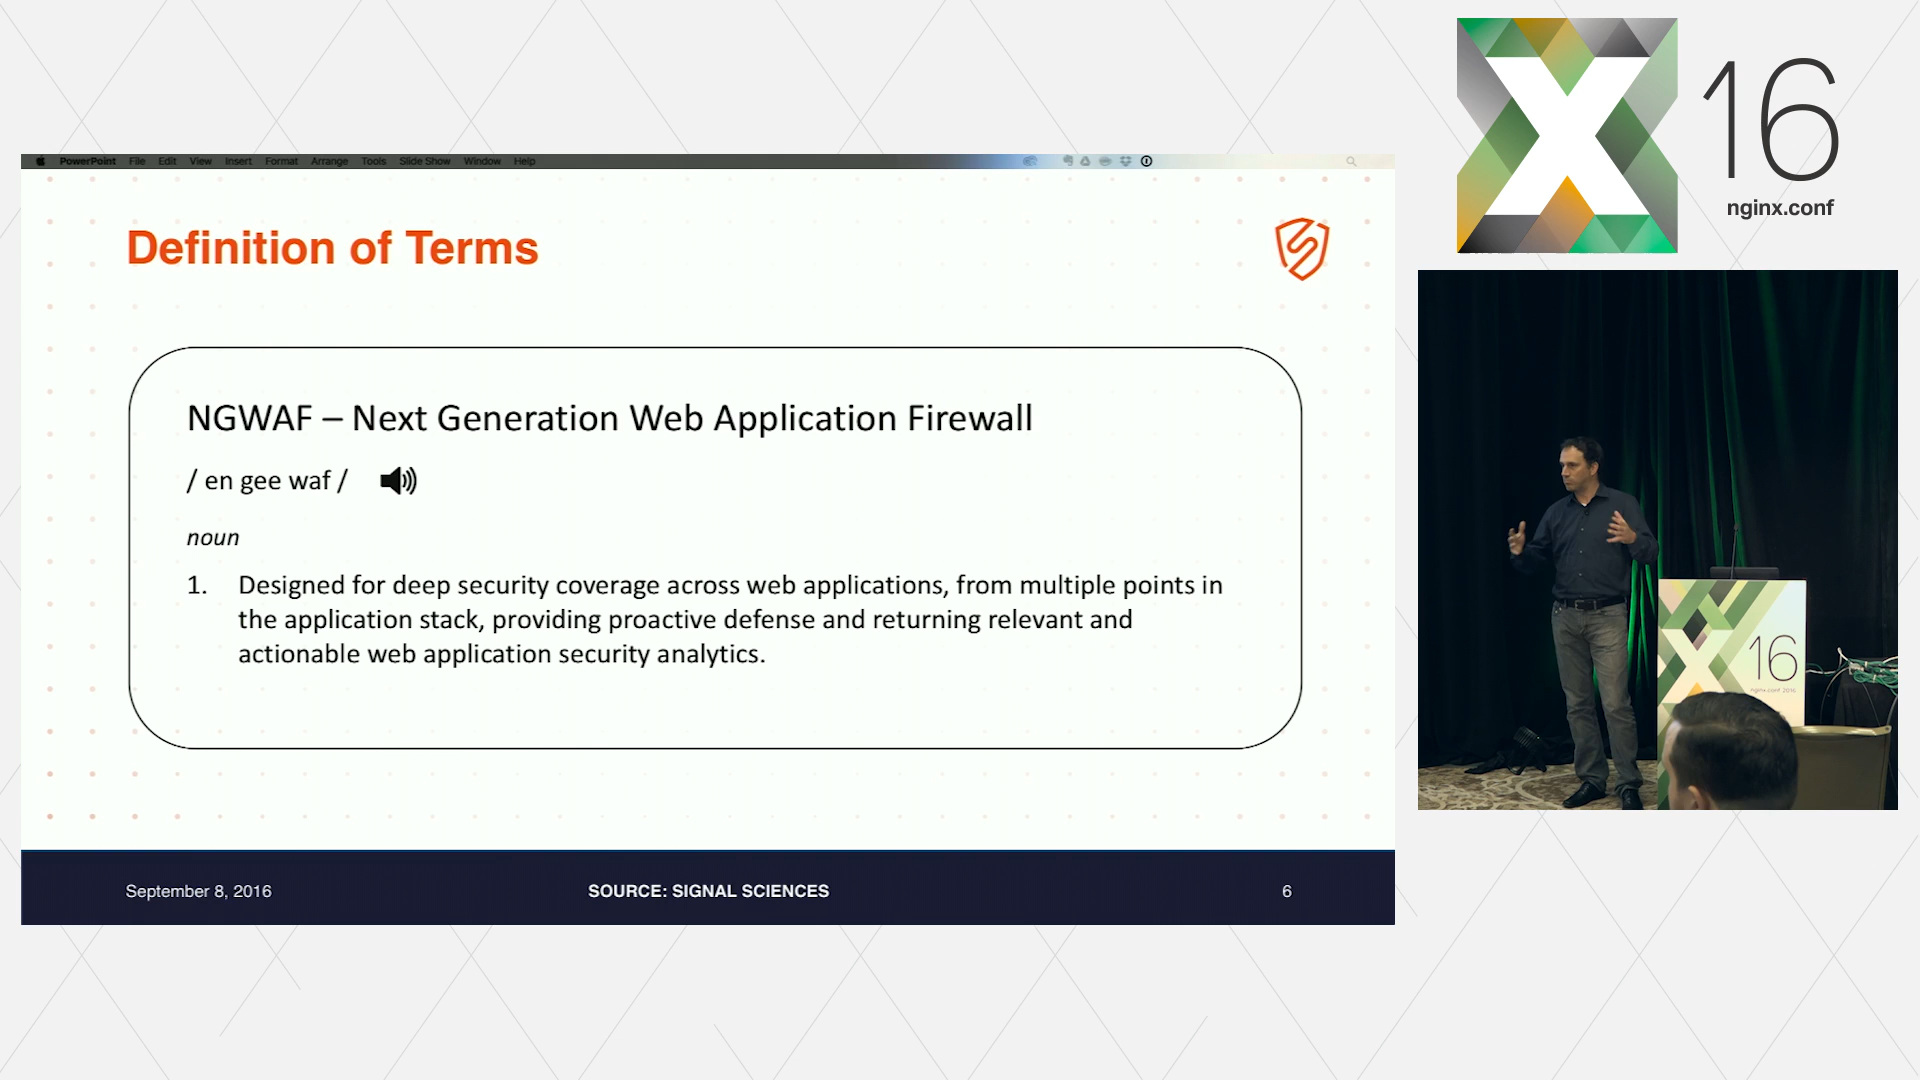 PowerPoint File Edit View Insert Format Arrange Tools Slide Show Window Help
Definition of Terms
NGWAF – Next Generation Web Application Firewall
/ en gee waf /
noun
1. Designed for deep security coverage across web applications, from multiple points in
the application stack, providing proactive defense and returning relevant and
actionable web application security analytics.
September 8, 2016 SOURCE: SIGNAL SCIENCES 6
X 16
nginx.conf
X 16
nginx.conf 2016